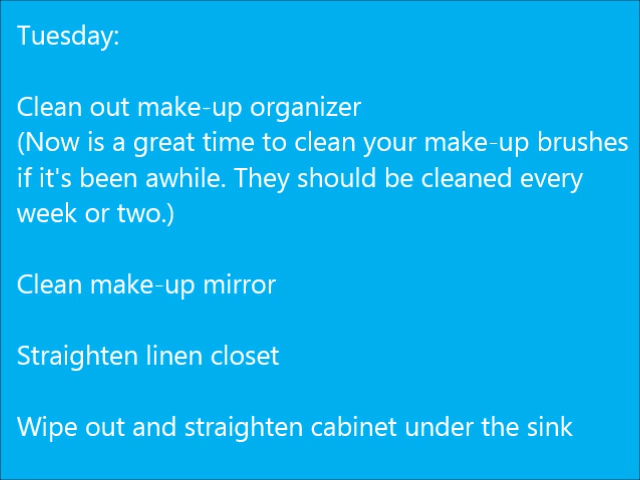 Tuesday:
Clean out make-up organizer
(Now is a great time to clean your make-up brushes
if it's been awhile. They should be cleaned every
week or two.)
Clean make-up mirror
Straighten linen closet
Wipe out and straighten cabinet under the sink